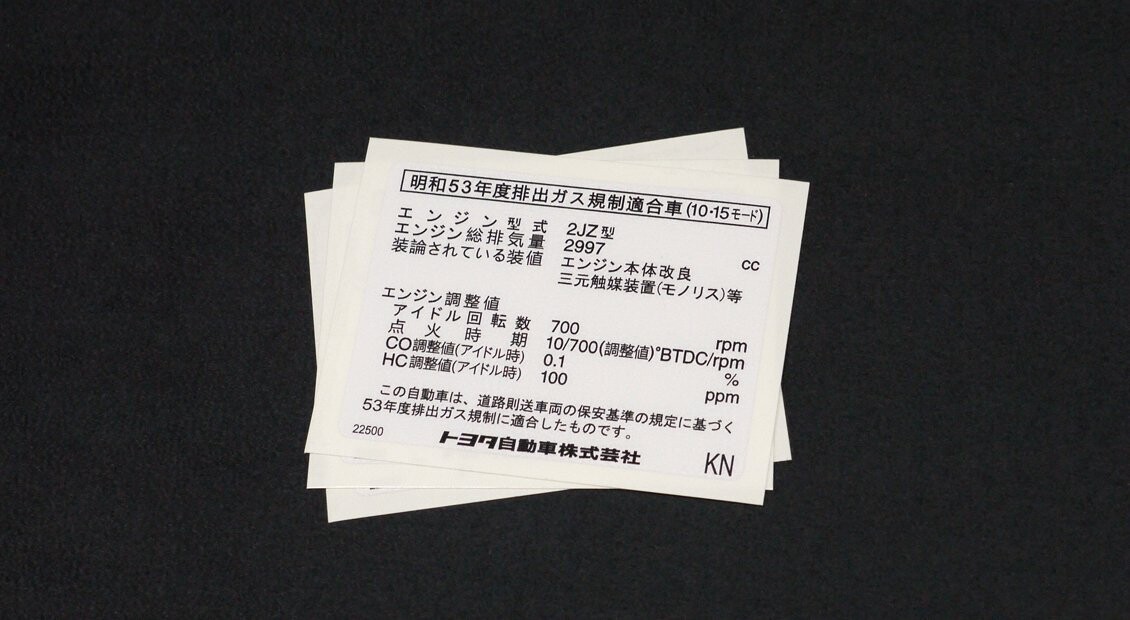 明和53年度排出ガス規制適合車(10・15モード)
エンジン型式 2JZ型
エンジン総排気量 2997 cc
装論されている装値 エンジン本体改良
三元触媒装置(モノリス)等
エンジン調整値
アイドル回転数 700 rpm
点火時期 10/700(調整値)°BTDC/rpm
CO調整値(アイドル時) 0.1 %
HC調整値(アイドル時) 100 ppm
この自動車は、道路則送車両の保安基準の規定に基づく
53年度排出ガス規制に適合したものです。
22500 トヨタ自動車株式芸社 KN